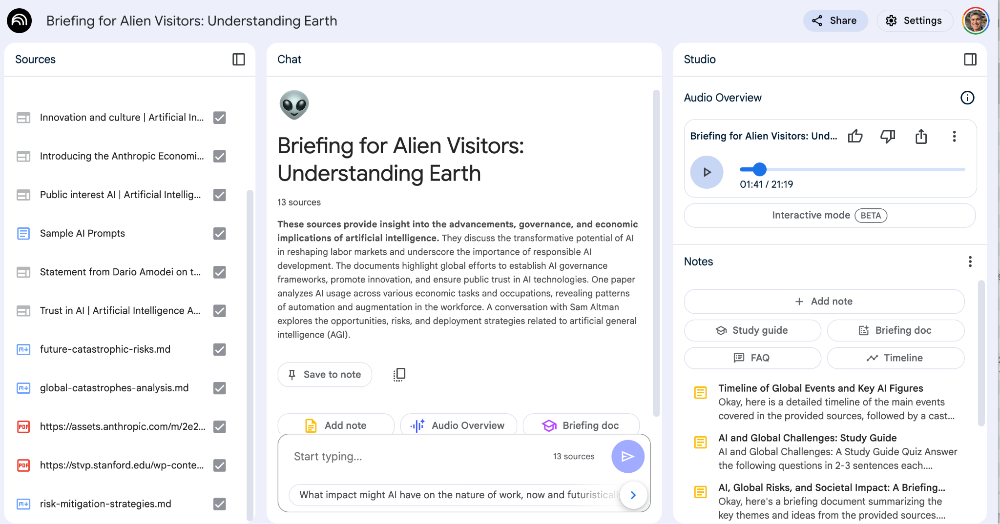 Briefing for Alien Visitors: Understanding Earth
Share
Settings
Sources
Innovation and culture | Artificial In...
Introducing the Anthropic Economi...
Public interest AI | Artificial Intellig...
Sample AI Prompts
Statement from Dario Amodei on t...
Trust in AI | Artificial Intelligence A...
future-catastrophic-risks.md
global-catastrophes-analysis.md
PDF
https://assets.anthropic.com/m/2e2...
PDF
https://stvp.stanford.edu/wp-conte...
risk-mitigation-strategies.md
Chat
Briefing for Alien Visitors:
Understanding Earth
13 sources
These sources provide insight into the advancements, governance, and economic
implications of artificial intelligence. They discuss the transformative potential of AI
in reshaping labor markets and underscore the importance of responsible AI
development. The documents highlight global efforts to establish AI governance
frameworks, promote innovation, and ensure public trust in AI technologies. One paper
analyzes AI usage across various economic tasks and occupations, revealing patterns
of automation and augmentation in the workforce. A conversation with Sam Altman
explores the opportunities, risks, and deployment strategies related to artificial general
intelligence (AGI).
Save to note
Add note
Audio Overview
Briefing doc
Start typing...
13 sources
What impact might AI have on the nature of work, now and futuristically
Studio
Audio Overview
Briefing for Alien Visitors: Und...
01:41 / 21:19
Interactive mode BETA
Notes
Add note
Study guide
Briefing doc
FAQ
Timeline
Timeline of Global Events and Key AI Figures
Okay, here is a detailed timeline of the main events
covered in the provided sources, followed by a cast...
AI and Global Challenges: Study Guide
AI and Global Challenges: A Study Guide Quiz Answer
the following questions in 2-3 sentences each....
AI, Global Risks, and Societal Impact: A Briefing...
Okay, here's a briefing document summarizing the
key themes and ideas from the provided sources....